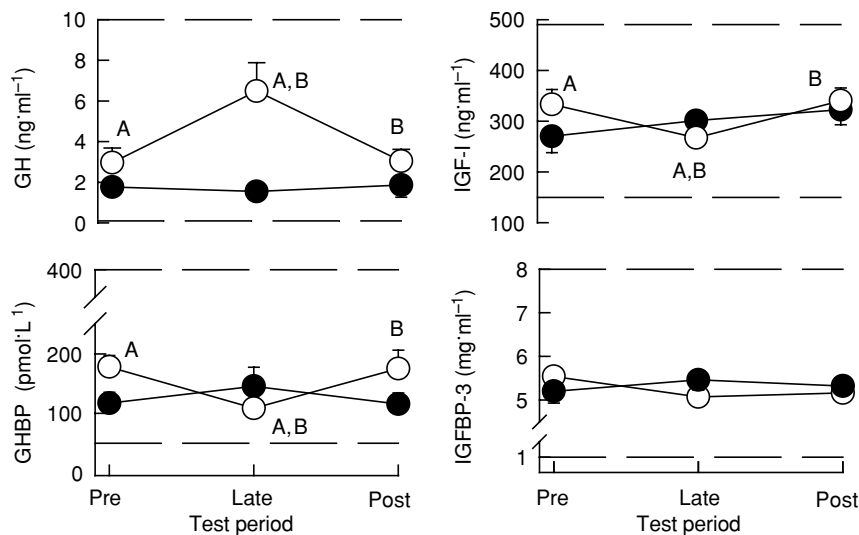 10
8
6
4
2
0
GH (ng·ml⁻¹)
A
A,B
B
500
400
300
200
100
IGF-I (ng·ml⁻¹)
A
A,B
B
400
200
100
0
GHBP (pmol·L¹)
A
A,B
B
Pre Late Post
Test period
8
7
6
5
1
IGFBP-3 (mg·ml⁻¹)
Pre Late Post
Test period